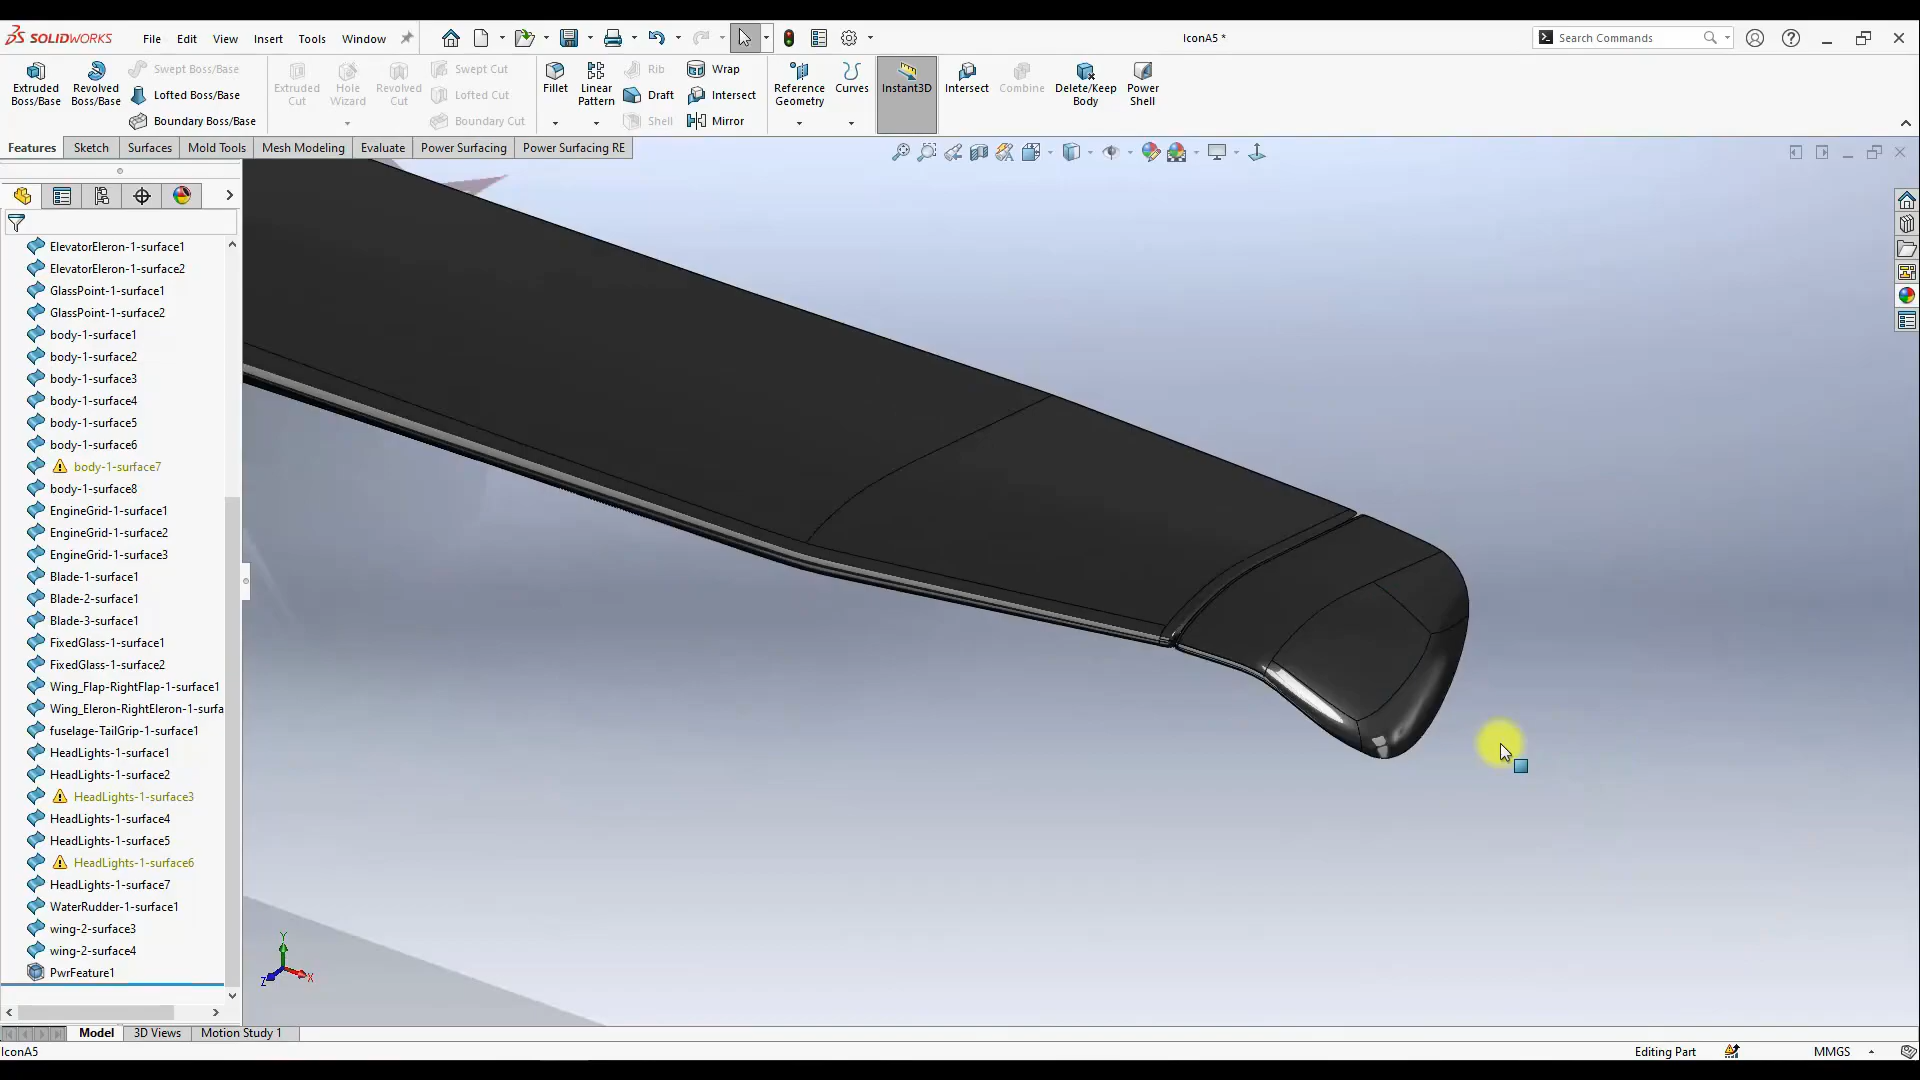 SOLIDWORKS File Edit View Insert Tools Window IconA5 * Search Commands
Extruded Boss/Base
Revolved Boss/Base
Swept Boss/Base
Lofted Boss/Base
Boundary Boss/Base
Extruded Cut
Hole Wizard
Revolved Cut
Swept Cut
Lofted Cut
Boundary Cut
Fillet
Linear Pattern
Rib
Draft
Shell
Wrap
Intersect
Mirror
Reference Geometry
Curves
Instant3D
Intersect
Combine
Delete/Keep Body
Power Shell
Features Sketch Surfaces Mold Tools Mesh Modeling Evaluate Power Surfacing Power Surfacing RE
ElevatorEleron-1-surface1
ElevatorEleron-1-surface2
GlassPoint-1-surface1
GlassPoint-1-surface2
body-1-surface1
body-1-surface2
body-1-surface3
body-1-surface4
body-1-surface5
body-1-surface6
body-1-surface7
body-1-surface8
EngineGrid-1-surface1
EngineGrid-1-surface2
EngineGrid-1-surface3
Blade-1-surface1
Blade-2-surface1
Blade-3-surface1
FixedGlass-1-surface1
FixedGlass-1-surface2
Wing_Flap-RightFlap-1-surface1
Wing_Eleron-RightEleron-1-surfa
fuselage-TailGrip-1-surface1
HeadLights-1-surface1
HeadLights-1-surface2
HeadLights-1-surface3
HeadLights-1-surface4
HeadLights-1-surface5
HeadLights-1-surface6
HeadLights-1-surface7
WaterRudder-1-surface1
wing-2-surface3
wing-2-surface4
PwrFeature1
Y
Z X
Model 3D Views Motion Study 1
IconA5 Editing Part MMGS